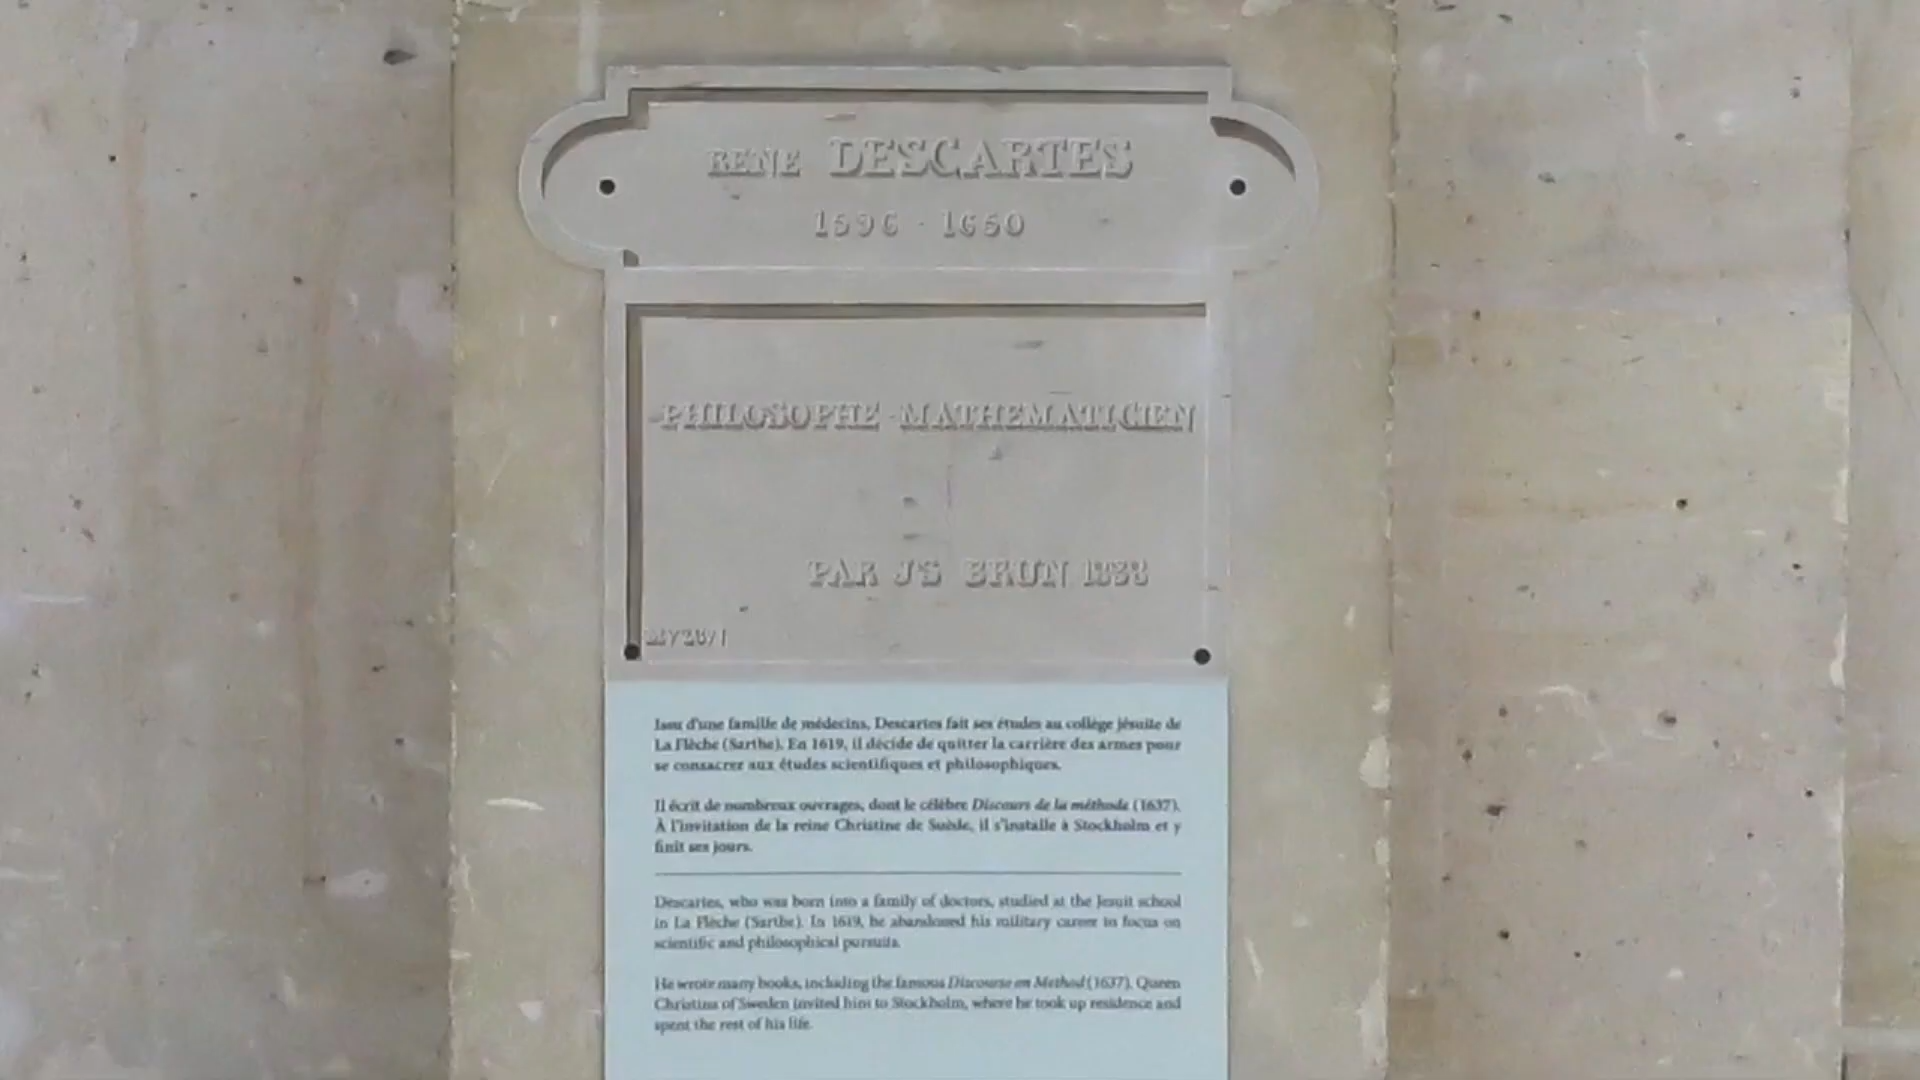 RENE DESCARTES
1596 - 1650
PHILOSOPHE - MATHEMATICIEN
PAR J'S BRUN 1838
Issu d'une famille de médecins, Descartes fait ses études au collège jésuite de
La Flèche (Sarthe). En 1619, il décide de quitter la carrière des armes pour
se consacrer aux études scientifiques et philosophiques.
Il écrit de nombreux ouvrages, dont le célèbre Discours de la méthode (1637).
À l'invitation de la reine Christine de Suède, il s'installe à Stockholm et y
finit ses jours.
Descartes, who was born into a family of doctors, studied at the Jesuit school
in La Flèche (Sarthe). In 1619, he abandoned his military career to focus on
scientific and philosophical pursuits.
He wrote many books, including the famous Discourse on Method (1637). Queen
Christina of Sweden invited him to Stockholm, where he took up residence and
spent the rest of his life.